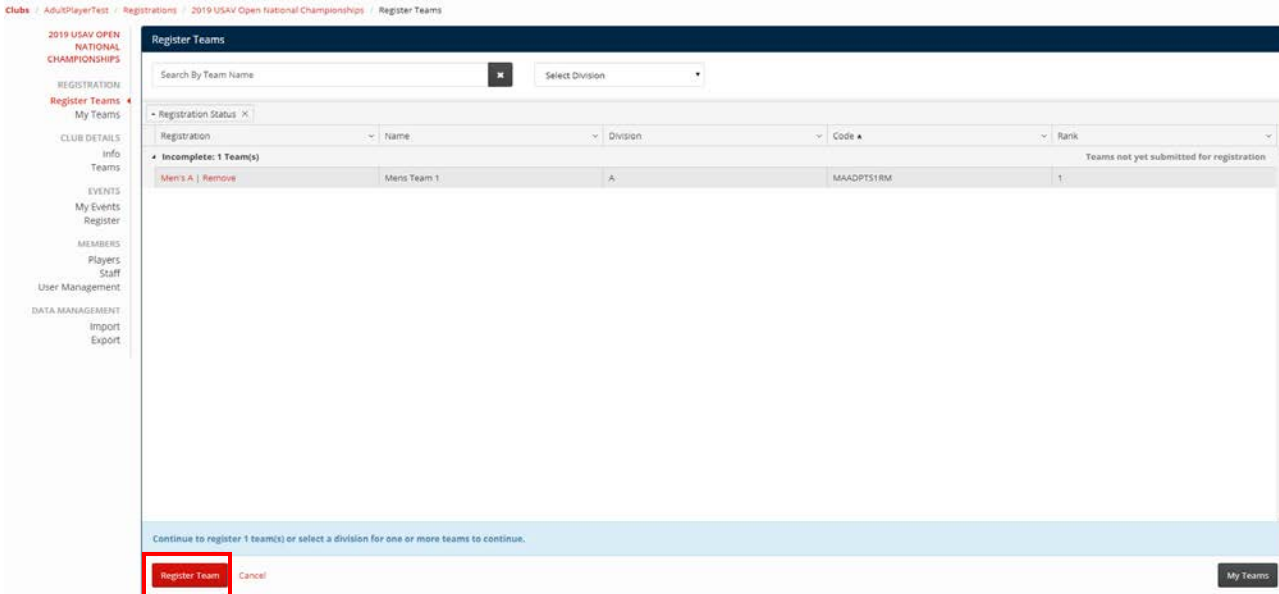 Clubs / AdultPlayerTest / Registrations / 2019 USAV Open National Championships / Register Teams
2019 USAV OPEN
NATIONAL
CHAMPIONSHIPS
REGISTRATION
Register Teams
My Teams
CLUB DETAILS
Info
Teams
EVENTS
My Events
Register
MEMBERS
Players
Staff
User Management
DATA MANAGEMENT
Import
Export
Register Teams
Search By Team Name
Select Division
Registration Status
Registration Name Division Code Rank
Incomplete: 1 Team(s) Teams not yet submitted for registration
Men's A | Remove Mens Team 1 A MAADPTS1RM 1
Continue to register 1 team(s) or select a division for one or more teams to continue.
Register Team Cancel My Teams